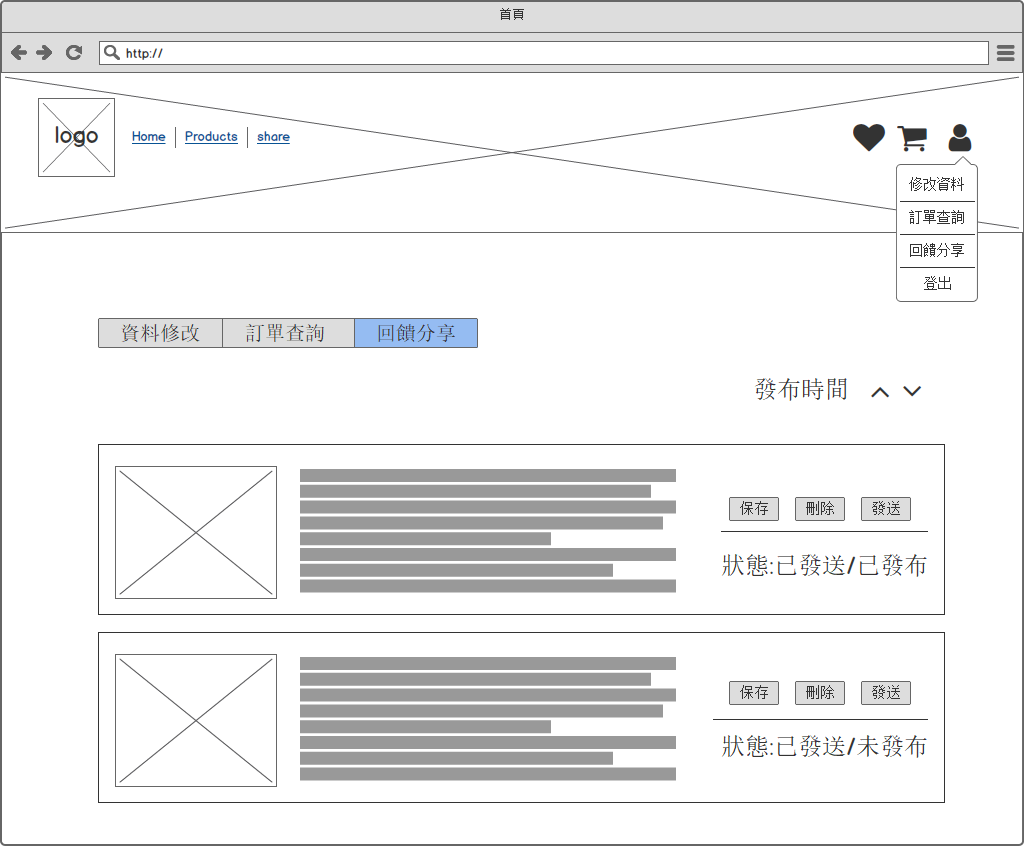 首頁
http://
logo
Home
Products
share
修改資料
訂單查詢
回饋分享
登出
資料修改
訂單查詢
回饋分享
發布時間
保存
刪除
發送
狀態:已發送/已發布
保存
刪除
發送
狀態:已發送/未發布